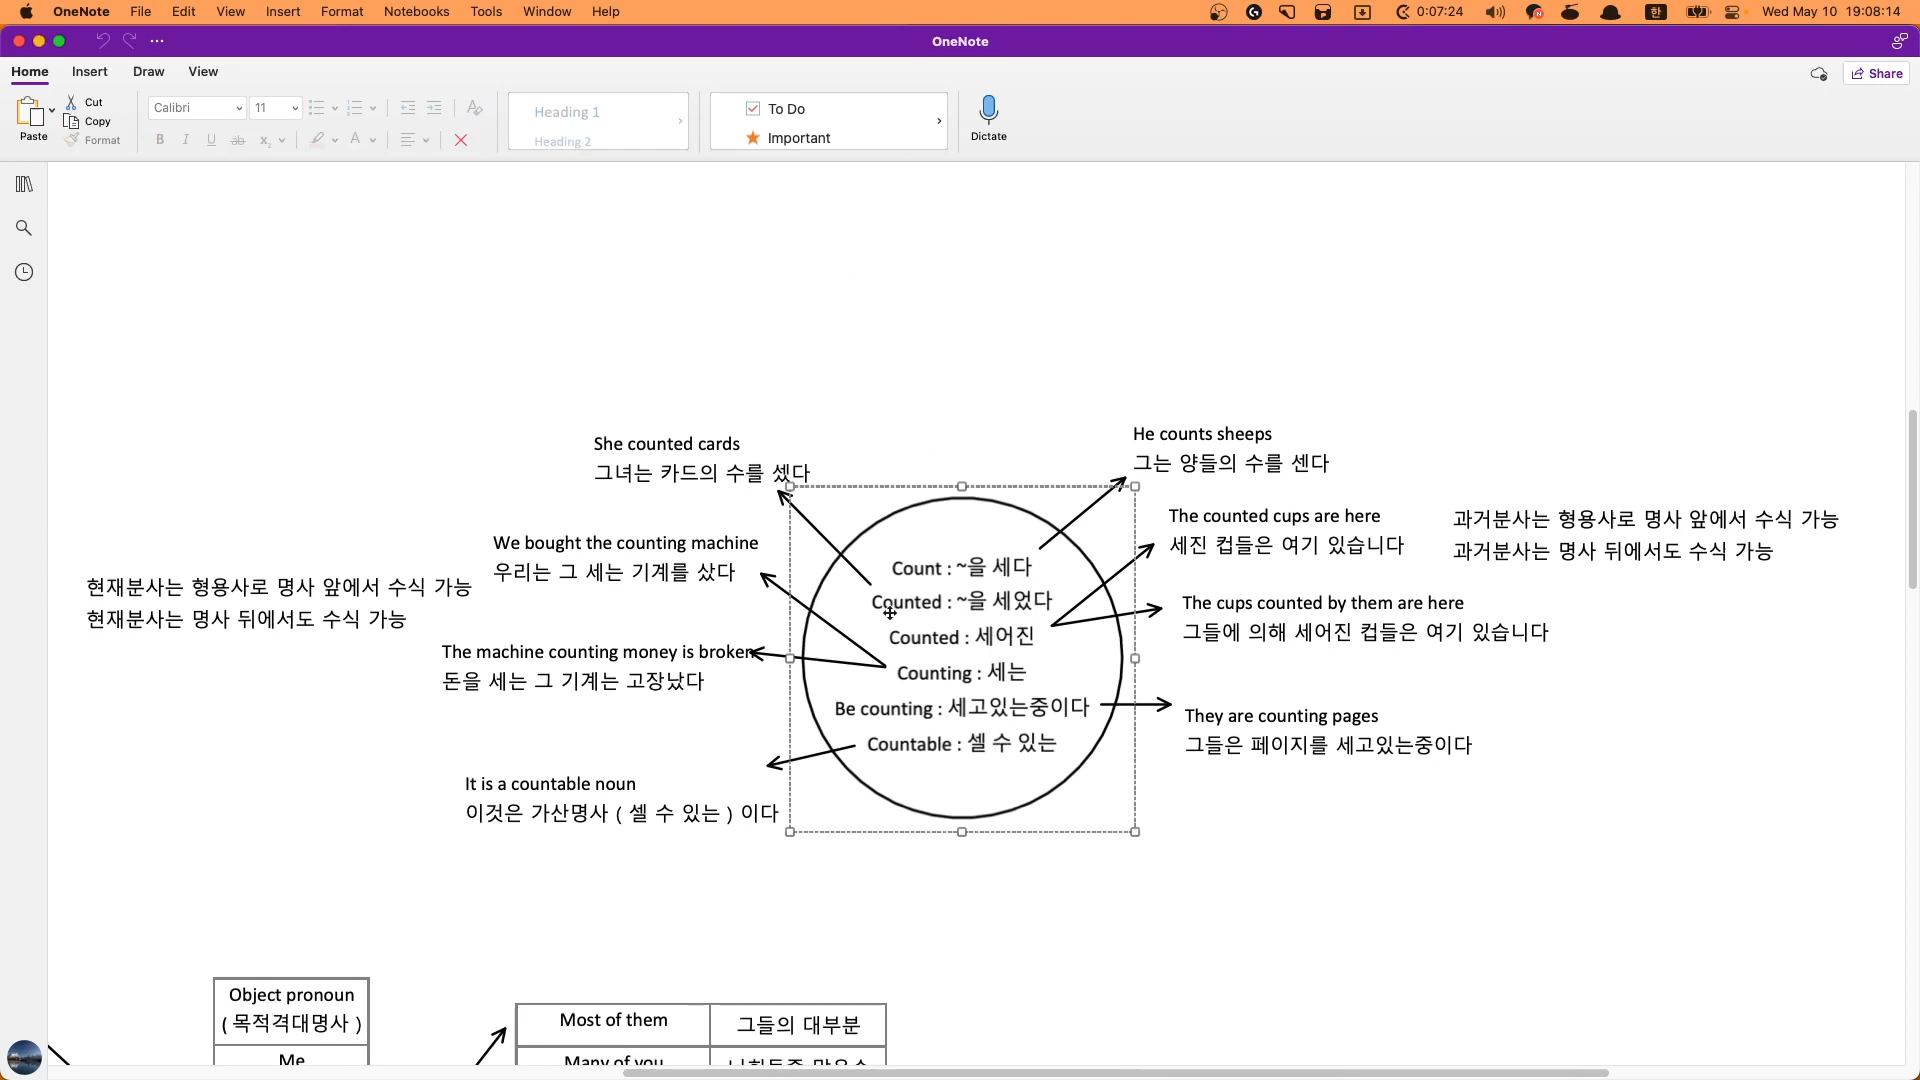 OneNote File Edit View Insert Format Notebooks Tools Window Help 0:07:24 한 Wed May 10 19:08:14
OneNote
Home Insert Draw View Share
Paste Cut Copy Format
Calibri 11
Heading 1
Heading 2
To Do
Important
Dictate
She counted cards
그녀는 카드의 수를 셌다
He counts sheeps
그는 양들의 수를 센다
We bought the counting machine
우리는 그 세는 기계를 샀다
The counted cups are here
세진 컵들은 여기 있습니다
과거분사는 형용사로 명사 앞에서 수식 가능
과거분사는 명사 뒤에서도 수식 가능
현재분사는 형용사로 명사 앞에서 수식 가능
현재분사는 명사 뒤에서도 수식 가능
Count : ~을 세다
Counted : ~을 세었다
Counted : 세어진
Counting : 세는
Be counting : 세고있는중이다
Countable : 셀 수 있는
The cups counted by them are here
그들에 의해 세어진 컵들은 여기 있습니다
The machine counting money is broken
돈을 세는 그 기계는 고장났다
They are counting pages
그들은 페이지를 세고있는중이다
It is a countable noun
이것은 가산명사 ( 셀 수 있는 ) 이다
Object pronoun
( 목적격대명사 )
Me
Most of them 그들의 대부분
Many of you